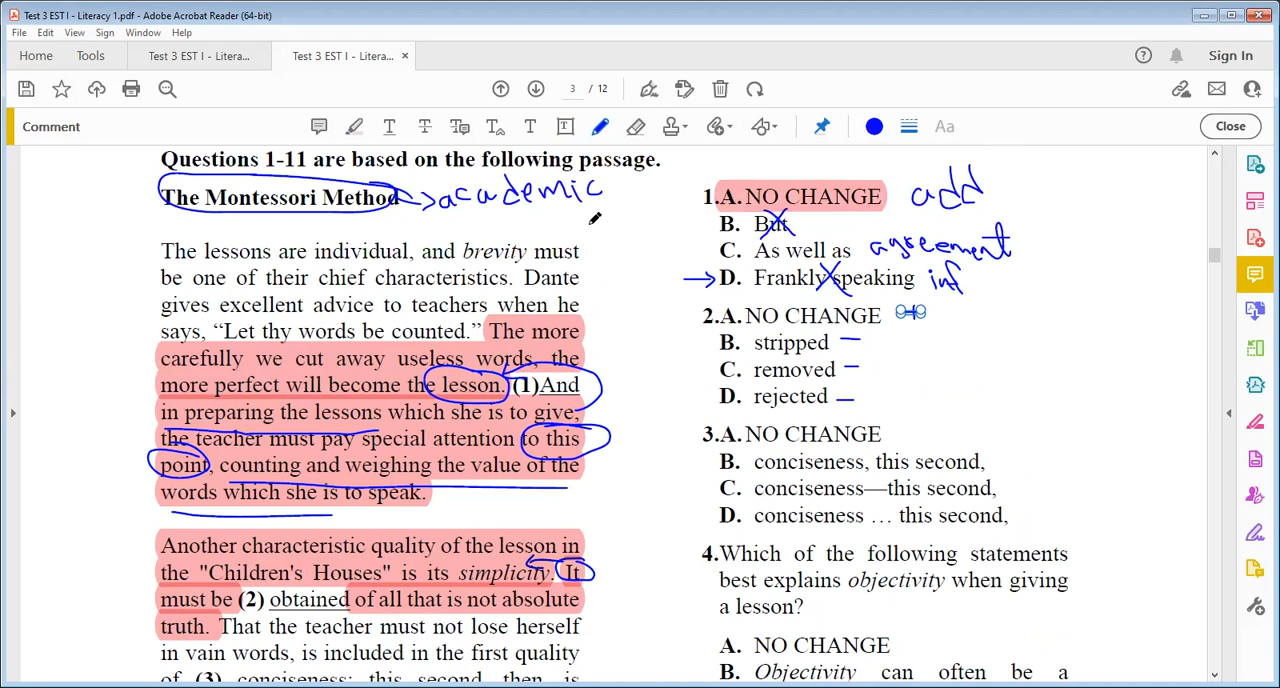 Test 3 EST I - Literacy 1.pdf - Adobe Acrobat Reader (64-bit)
File Edit View Sign Window Help
Home Tools Test 3 EST I - Litera... Test 3 EST I - Litera... × Sign In
3 / 12
Comment Aa Close
Questions 1-11 are based on the following passage.
The Montessori Method academic
The lessons are individual, and brevity must
be one of their chief characteristics. Dante
gives excellent advice to teachers when he
says, “Let thy words be counted.” The more
carefully we cut away useless words, the
more perfect will become the lesson. (1)And
in preparing the lessons which she is to give,
the teacher must pay special attention to this
point, counting and weighing the value of the
words which she is to speak.
Another characteristic quality of the lesson in
the "Children's Houses" is its simplicity. It
must be (2) obtained of all that is not absolute
truth. That the teacher must not lose herself
in vain words, is included in the first quality
of (3) conciseness; this second, then, is
1.A. NO CHANGE add
B. But
C. As well as agreement
D. Frankly speaking inf
2.A. NO CHANGE
B. stripped
C. removed
D. rejected
3.A. NO CHANGE
B. conciseness, this second,
C. conciseness—this second,
D. conciseness … this second,
4.Which of the following statements
best explains objectivity when giving
a lesson?
A. NO CHANGE
B. Objectivity can often be a